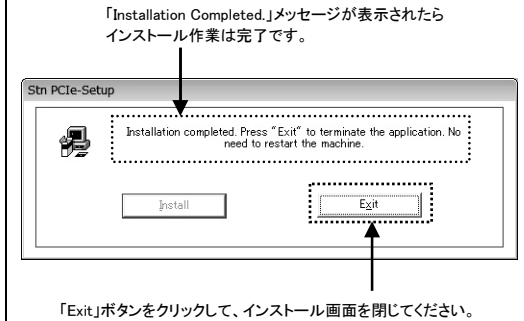 「Installation Completed.」メッセージが表示されたら
インストール作業は完了です。
Stn PCIe-Setup
Installation completed. Press "Exit" to terminate the application. No
need to restart the machine.
Install
Exit
「Exit」ボタンをクリックして、インストール画面を閉じてください。